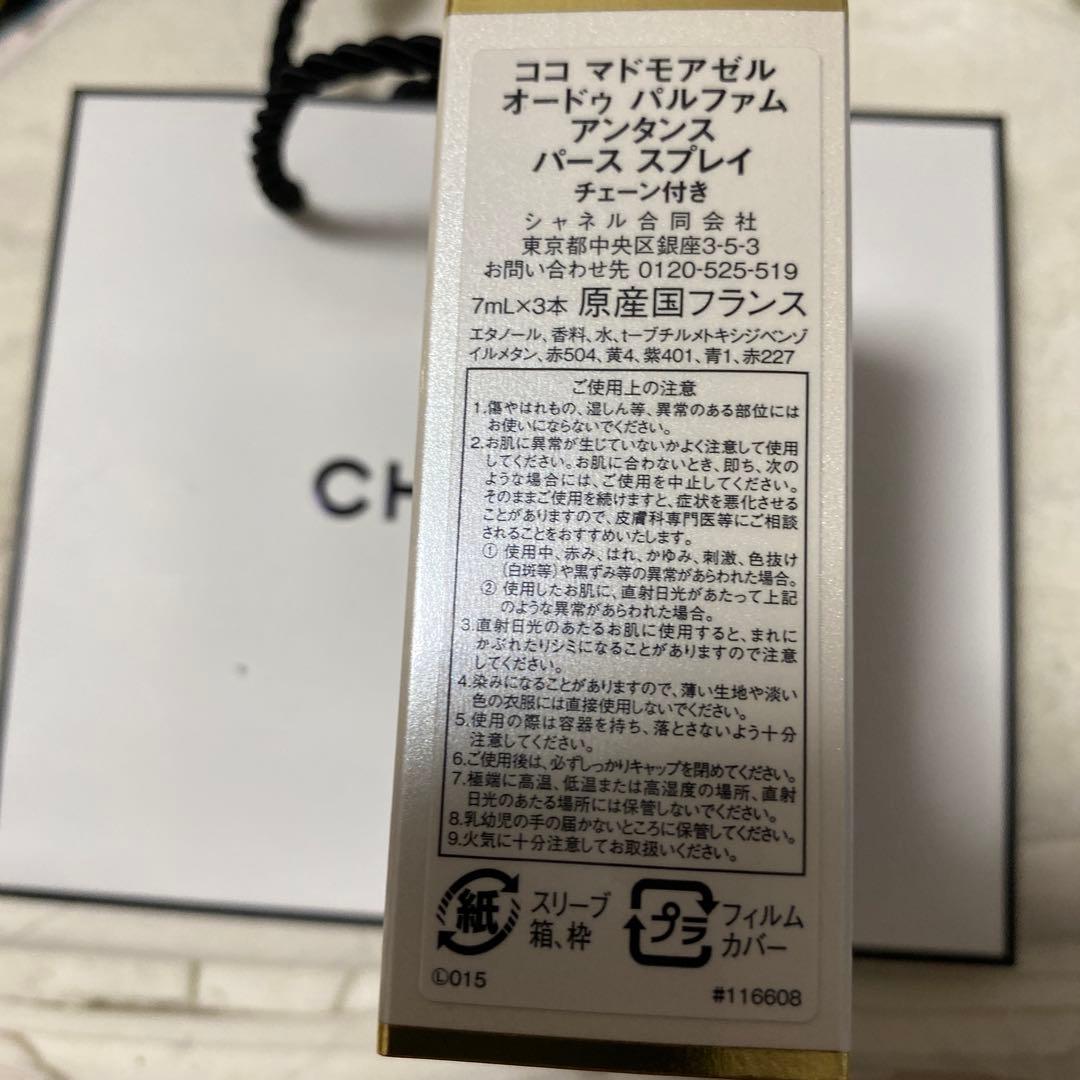 ココ マドモアゼル
オードゥ パルファム
アンタンス
パース スプレイ
チェーン付き
シャネル合同会社
東京都中央区銀座3-5-3
お問い合わせ先 0120-525-519
7mL×3本 原産国フランス
エタノール、香料、水、t-ブチルメトキシジベンゾ
イルメタン、赤504、黄4、紫401、青1、赤227
ご使用上の注意
1.傷やはれもの、湿しん等、異常のある部位には
お使いにならないでください。
2.お肌に異常が生じていないかよく注意して使用
してください。お肌に合わないとき、即ち、次の
ような場合には、ご使用を中止してください。
そのままご使用を続けますと、症状を悪化させる
ことがありますので、皮膚科専門医等にご相談
されることをおすすめいたします。
① 使用中、赤み、はれ、かゆみ、刺激、色抜け
(白斑等)や黒ずみ等の異常があらわれた場合。
② 使用したお肌に、直射日光があたって上記
のような異常があらわれた場合。
3.直射日光のあたるお肌に使用すると、まれに
かぶれたりシミになることがありますので注意
してください。
4.染みになることがありますので、薄い生地や淡い
色の衣服には直接使用しないでください。
5.使用の際は容器を持ち、落とさないよう十分
注意してください。
6.ご使用後は、必ずしっかりキャップを閉めてください。
7.極端に高温、低温または高湿度の場所、直射
日光のあたる場所には保管しないでください。
8.乳幼児の手の届かないところに保管してください。
9.火気に十分注意してお取扱いください。
紙 スリーブ
箱、枠
プラ フィルム
カバー
Ⓛ015
#116608
CH